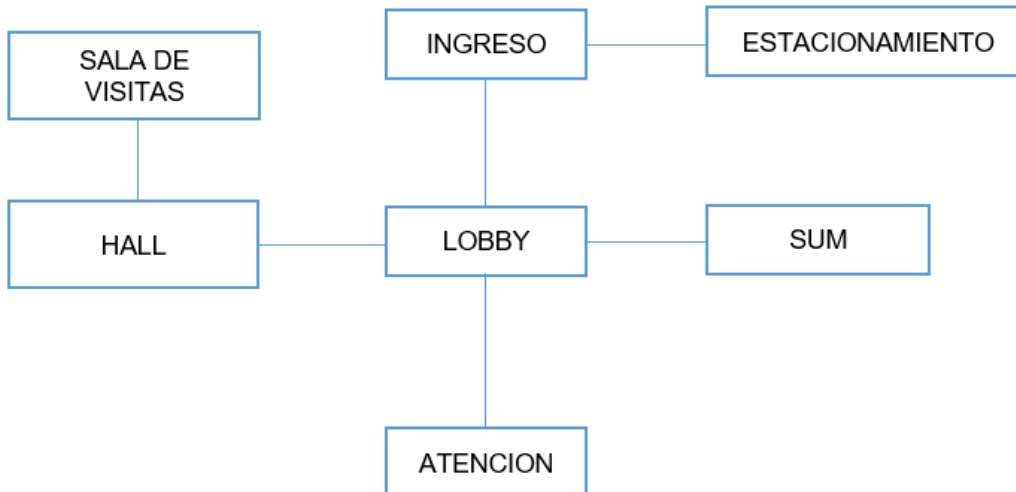 INGRESO
ESTACIONAMIENTO
SALA DE
VISITAS
HALL
LOBBY
SUM
ATENCION